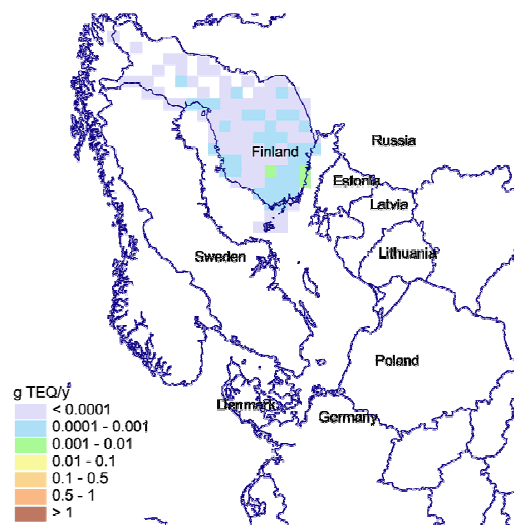 Russia
Finland
Estonia
Latvia
Lithuania
Sweden
Poland
Denmark
Germany
g TEQ/y
< 0.0001
0.0001 - 0.001
0.001 - 0.01
0.01 - 0.1
0.1 - 0.5
0.5 - 1
> 1